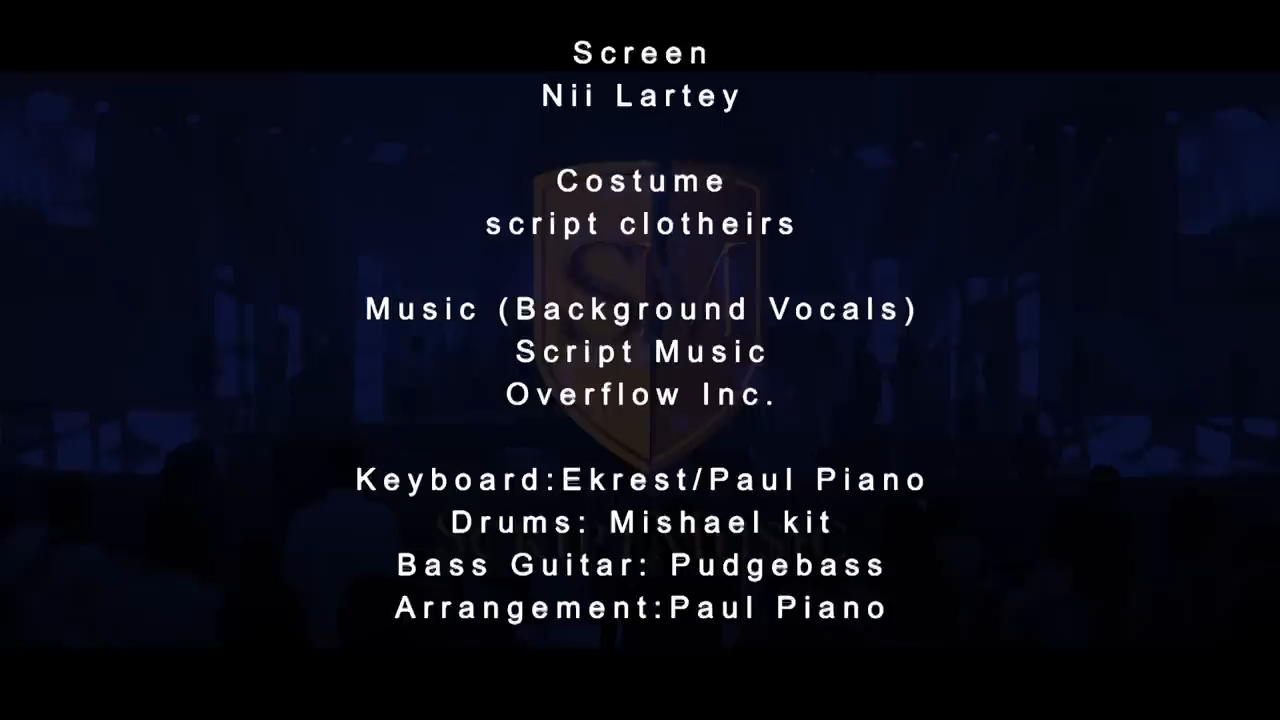 Screen
Nii Lartey
Costume
script clotheirs
Music (Background Vocals)
Script Music
Overflow Inc.
Keyboard:Ekrest/Paul Piano
Drums: Mishael kit
Bass Guitar: Pudgebass
Arrangement:Paul Piano